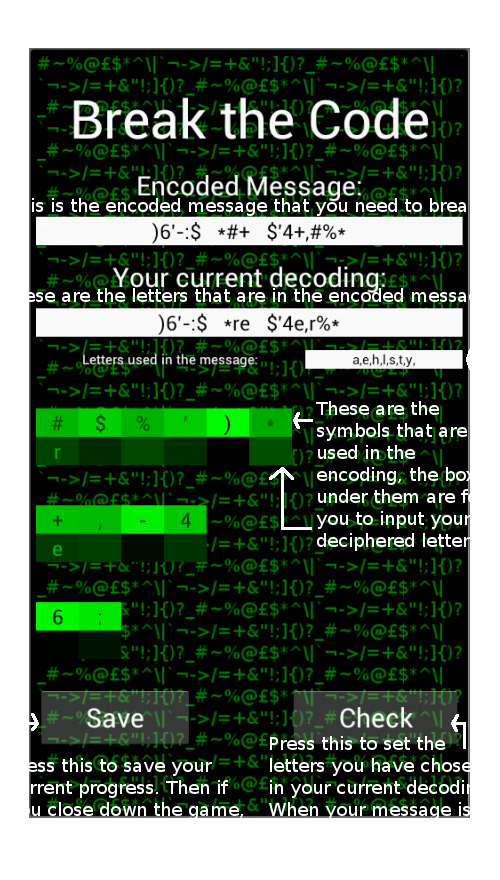 Break the Code
Encoded Message:
is is the encoded message that you need to brea
)6'-:$ *#+ $'4+,#%*
Your current decoding:
ese are the letters that are in the encoded messa
)6'-:$ *re $'4e,r%*
Letters used in the message:
a,e,h,l,s,t,y,
# $ % ' ) *
r
These are the
symbols that are
used in the
encoding, the box
under them are fo
you to input your
deciphered letter
+ , - 4
e
6 :
Save
Check
ess this to save your
rrent progress. Then if
u close down the game,
Press this to set the
letters you have chose
in your current decodin
When your message is